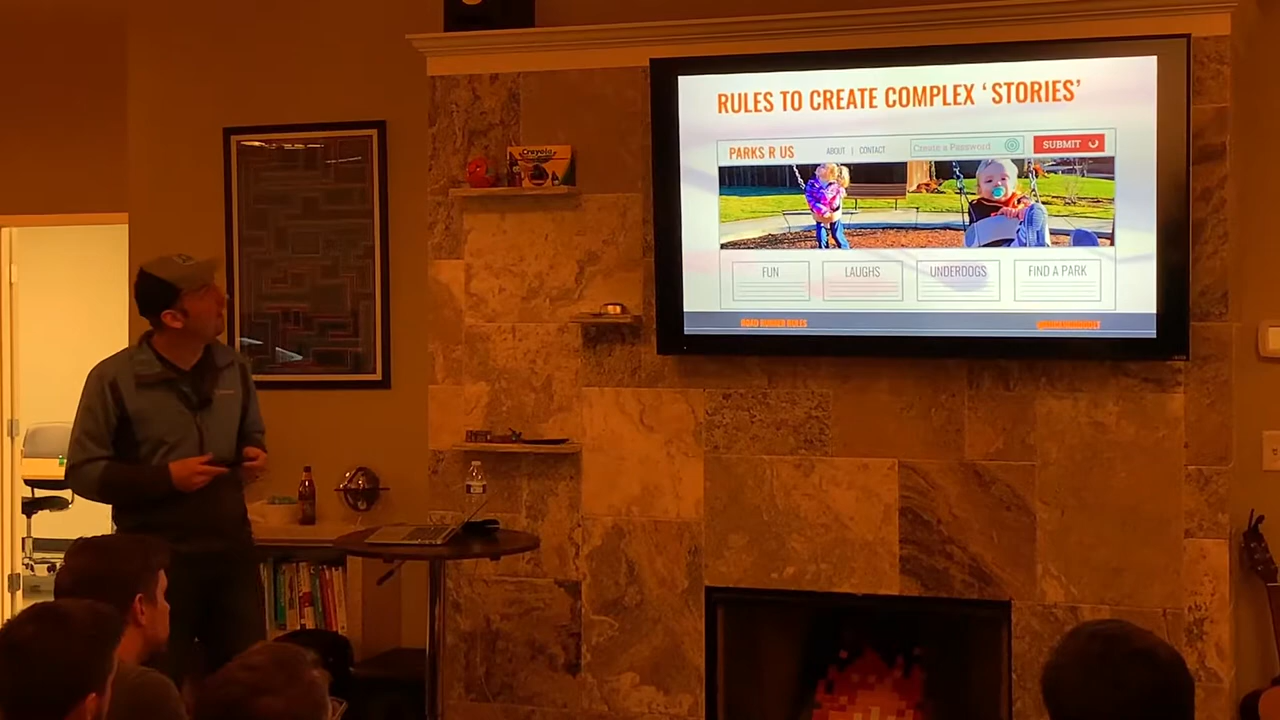 RULES TO CREATE COMPLEX ‘STORIES’
PARKS R US
ABOUT | CONTACT
Create a Password
SUBMIT
FUN
LAUGHS
UNDERDOGS
FIND A PARK
ROAD RUNNER RULES
Crayola